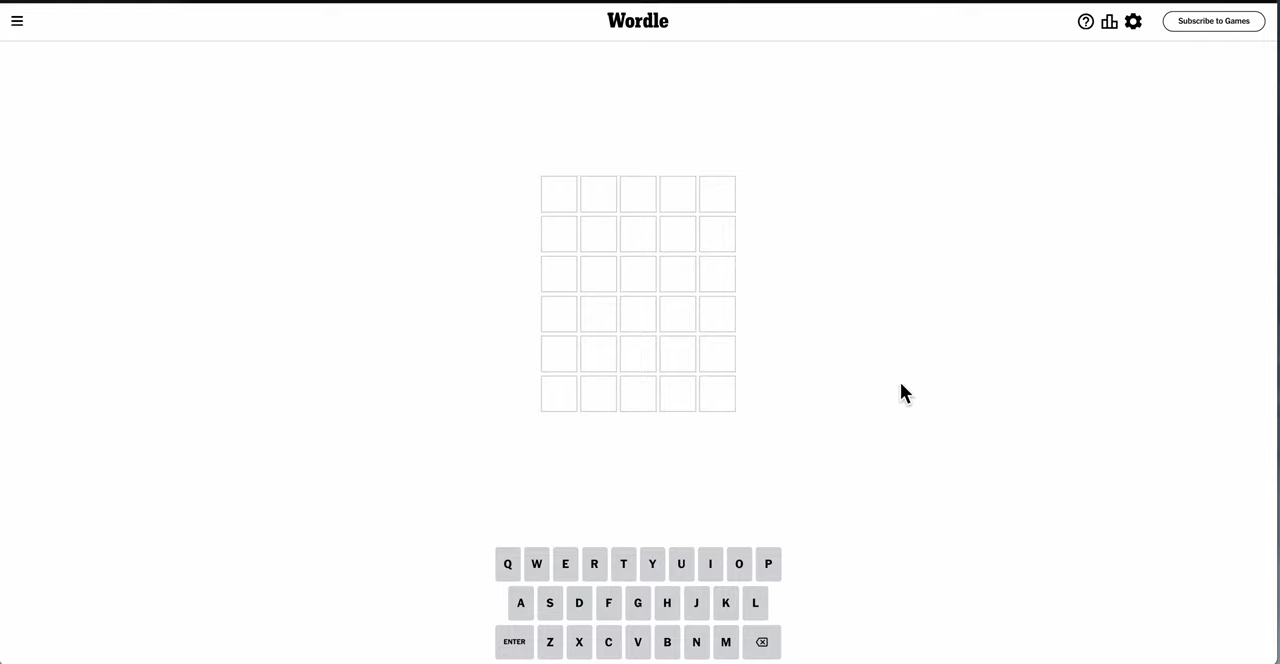 Wordle
Subscribe to Games
Q W E R T Y U I O P
A S D F G H J K L
ENTER Z X C V B N M